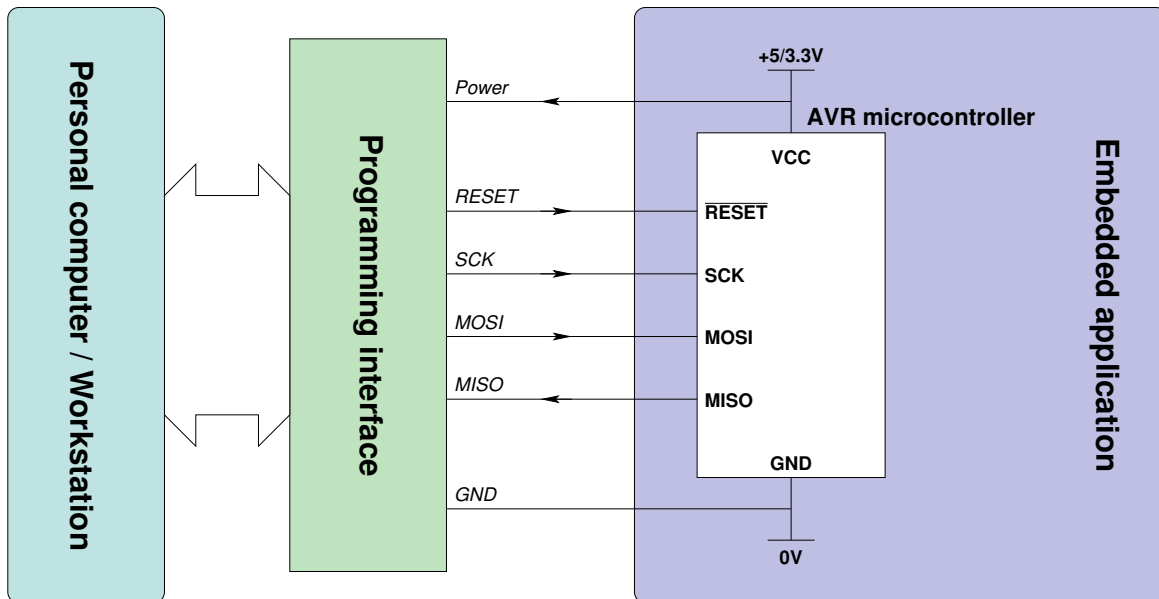 Personal computer / Workstation
Programming interface
Power
RESET
SCK
MOSI
MISO
GND
+5/3.3V
AVR microcontroller
VCC
R̅E̅S̅E̅T̅
SCK
MOSI
MISO
GND
0V
Embedded application